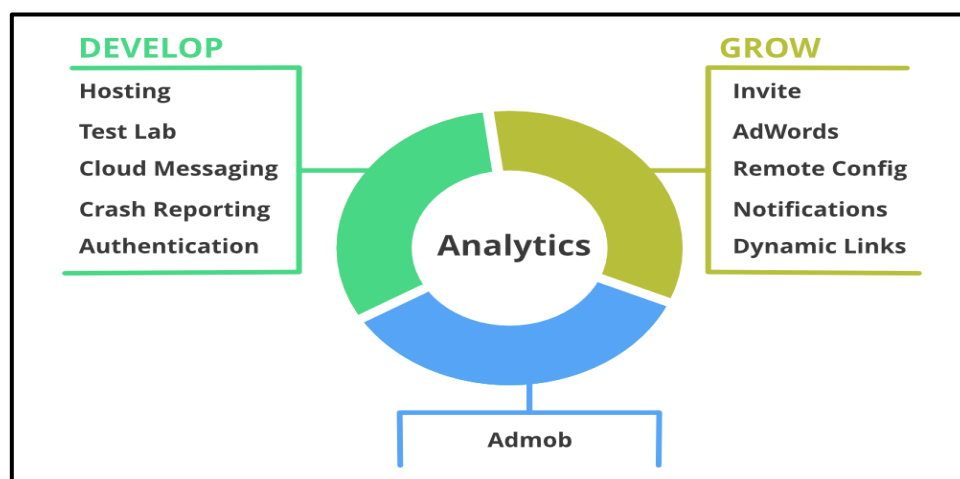 DEVELOP
Hosting
Test Lab
Cloud Messaging
Crash Reporting
Authentication
GROW
Invite
AdWords
Remote Config
Notifications
Dynamic Links
Analytics
Admob